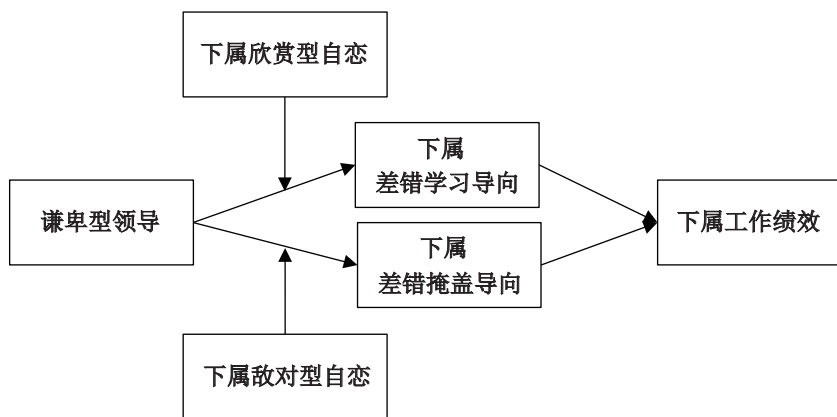 下属欣赏型自恋
下属
差错学习导向
谦卑型领导
下属工作绩效
下属
差错掩盖导向
下属敌对型自恋